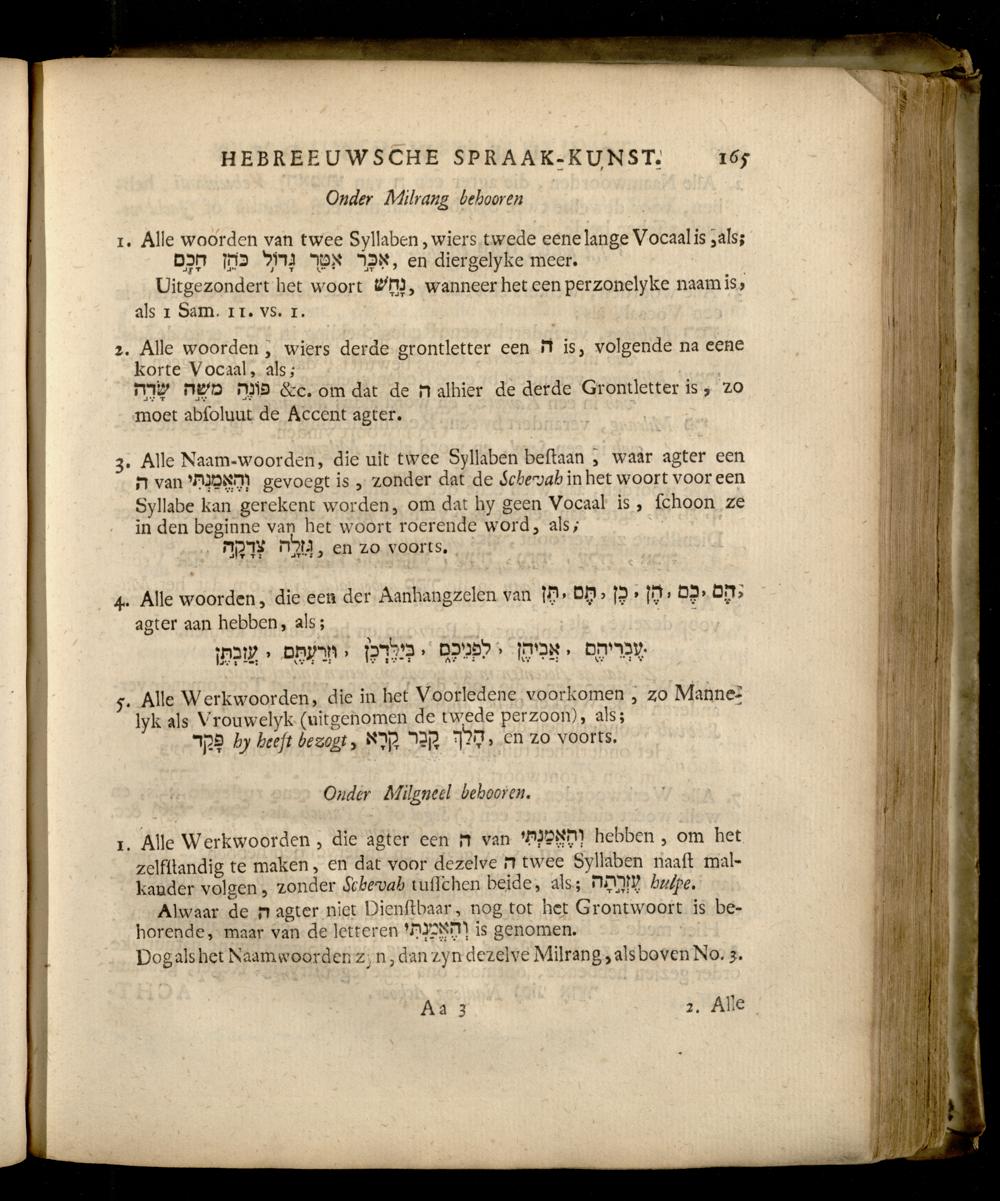 HEBREEUWSCHE SPRAAK-KUNST. 165
Onder Milrang behooren
1. Alle woorden van twee Syllaben, wiers twede eene lange Vocaal is, als;
אִכָּר אִטֵּר גָּדוֹל כֹּהֵן חָכָם, en diergelyke meer.
Uitgezondert het woort נָחָשׁ, wanneer het een perzonelyke naam is,
als 1 Sam. 11. vs. 1.
2. Alle woorden, wiers derde grontletter een ה is, volgende na eene
korte Vocaal, als;
פּוֹנֶה משֶׁה שָׂדֶה &c. om dat de ה alhier de derde Grontletter is, zo
moet abſoluut de Accent agter.
3. Alle Naam-woorden, die uit twee Syllaben beſtaan, waar agter een
ה van וְהֶאֱמַנְתִּי gevoegt is, zonder dat de Schevah in het woort voor een
Syllabe kan gerekent worden, om dat hy geen Vocaal is, ſchoon ze
in den beginne van het woort roerende word, als;
גְּזֵלָה צְדָקָה, en zo voorts.
4. Alle woorden, die een der Aanhangzelen van הֶם, כֶם, הֶן, כֶן, תֶּם, תֶּן
agter aan hebben, als;
עֶבְרֵיהֶם, אֲבִיהֶן, לִפְנֵיכֶם, בְּיַלֶּדְכֶן, וְזַרְעֲתֶּם, עֲזַבְתֶּן.
5. Alle Werkwoorden, die in het Voorledene voorkomen, zo Manne-
lyk als Vrouwelyk (uitgenomen de twede perzoon), als;
פָּקַד hy heeft bezogt, הָלַךְ קָבַר קָרָא, en zo voorts.
Onder Milgneel behooren.
1. Alle Werkwoorden, die agter een ה van וְהֶאֱמַנְתִּי hebben, om het
zelfſtandig te maken, en dat voor dezelve ה twee Syllaben naaſt mal-
kander volgen, zonder Schevah tuſſchen beide, als; עֶזְרָתָה hulpe.
Alwaar de ה agter niet Dienſtbaar, nog tot het Grontwoort is be-
horende, maar van de letteren וְהֶאֱמַנְתִּי is genomen.
Dog als het Naamwoorden zyn, dan zyn dezelve Milrang, als boven No. 3.
Aa 3 2. Alle